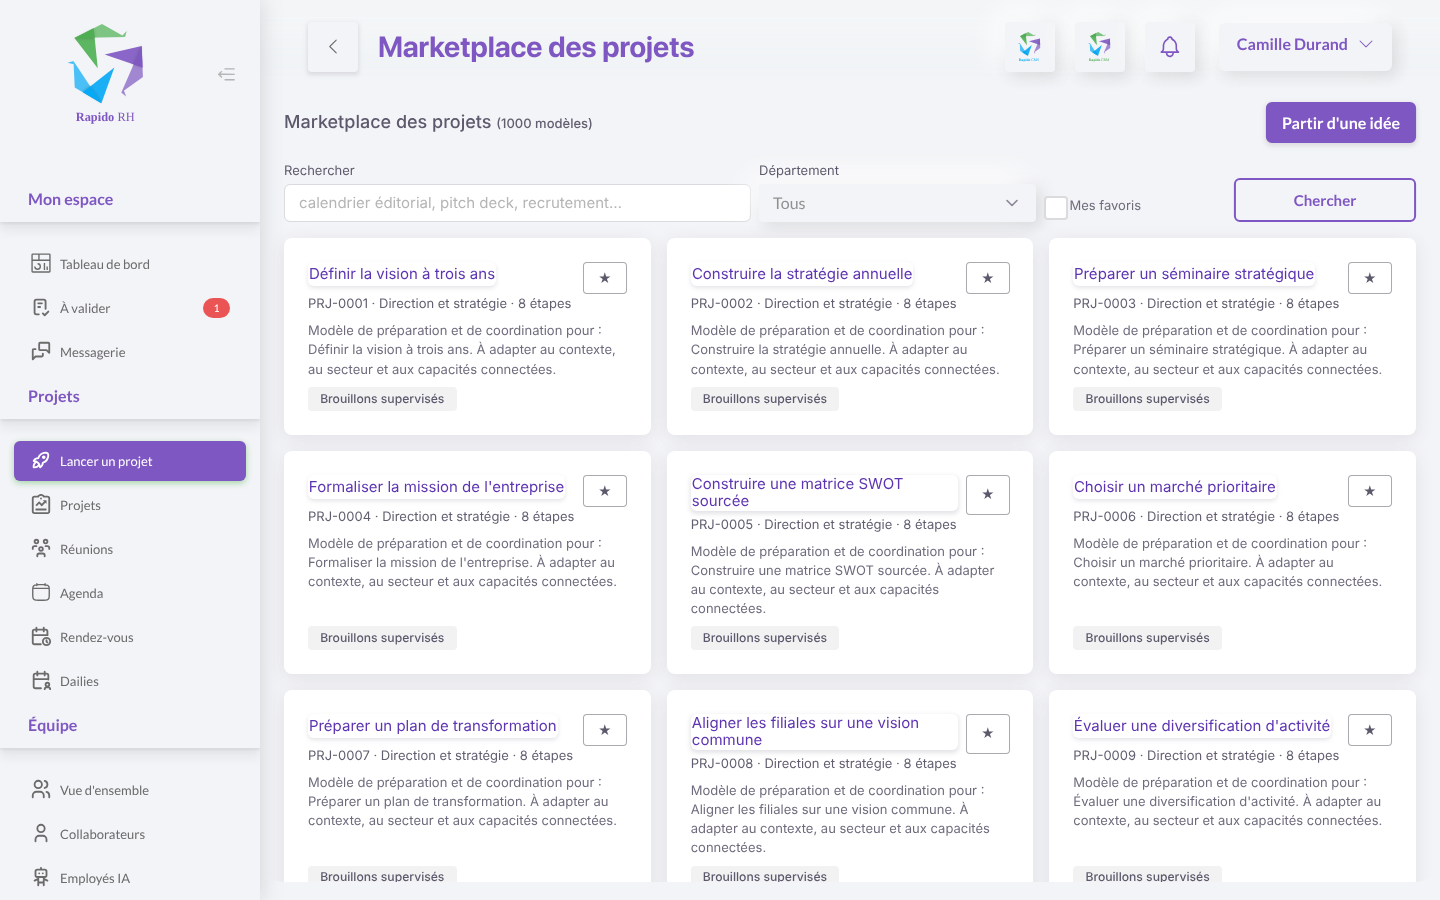 Rapido RH
Mon espace
Tableau de bord
À valider
1
Messagerie
Projets
Lancer un projet
Projets
Réunions
Agenda
Rendez-vous
Dailies
Équipe
Vue d'ensemble
Collaborateurs
Employés IA
Marketplace des projets
Camille Durand
Marketplace des projets (1000 modèles)
Partir d'une idée
Rechercher
calendrier éditorial, pitch deck, recrutement...
Département
Tous
Mes favoris
Chercher
Définir la vision à trois ans
PRJ-0001 · Direction et stratégie · 8 étapes
Modèle de préparation et de coordination pour :
Définir la vision à trois ans. À adapter au contexte,
au secteur et aux capacités connectées.
Brouillons supervisés
Construire la stratégie annuelle
PRJ-0002 · Direction et stratégie · 8 étapes
Modèle de préparation et de coordination pour :
Construire la stratégie annuelle. À adapter au
contexte, au secteur et aux capacités connectées.
Brouillons supervisés
Préparer un séminaire stratégique
PRJ-0003 · Direction et stratégie · 8 étapes
Modèle de préparation et de coordination pour :
Préparer un séminaire stratégique. À adapter au
contexte, au secteur et aux capacités connectées.
Brouillons supervisés
Formaliser la mission de l'entreprise
PRJ-0004 · Direction et stratégie · 8 étapes
Modèle de préparation et de coordination pour :
Formaliser la mission de l'entreprise. À adapter au
contexte, au secteur et aux capacités connectées.
Brouillons supervisés
Construire une matrice SWOT
sourcée
PRJ-0005 · Direction et stratégie · 8 étapes
Modèle de préparation et de coordination pour :
Construire une matrice SWOT sourcée. À adapter
au contexte, au secteur et aux capacités
connectées.
Brouillons supervisés
Choisir un marché prioritaire
PRJ-0006 · Direction et stratégie · 8 étapes
Modèle de préparation et de coordination pour :
Choisir un marché prioritaire. À adapter au
contexte, au secteur et aux capacités connectées.
Brouillons supervisés
Préparer un plan de transformation
PRJ-0007 · Direction et stratégie · 8 étapes
Modèle de préparation et de coordination pour :
Préparer un plan de transformation. À adapter au
contexte, au secteur et aux capacités connectées.
Brouillons supervisés
Aligner les filiales sur une vision
commune
PRJ-0008 · Direction et stratégie · 8 étapes
Modèle de préparation et de coordination pour :
Aligner les filiales sur une vision commune. À
adapter au contexte, au secteur et aux capacités
connectées.
Brouillons supervisés
Évaluer une diversification d'activité
PRJ-0009 · Direction et stratégie · 8 étapes
Modèle de préparation et de coordination pour :
Évaluer une diversification d'activité. À adapter au
contexte, au secteur et aux capacités connectées.
Brouillons supervisés